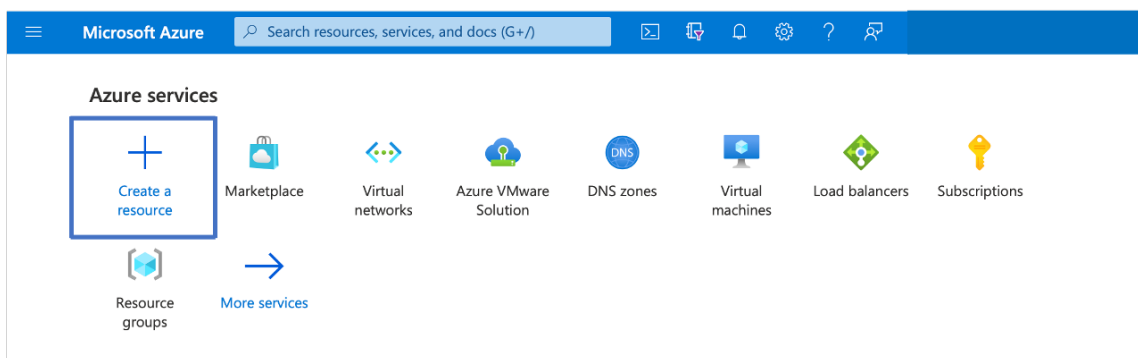 Microsoft Azure
Search resources, services, and docs (G+/)
Azure services
Create a
resource
Marketplace
Virtual
networks
Azure VMware
Solution
DNS
DNS zones
Virtual
machines
Load balancers
Subscriptions
Resource
groups
More services